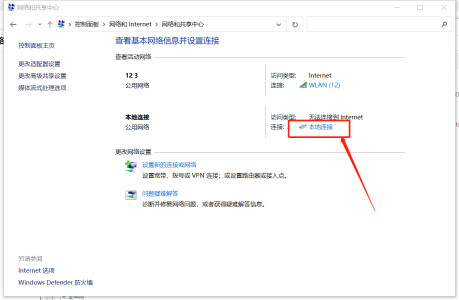 网络和共享中心
控制面板 > 网络和 Internet > 网络和共享中心
控制面板主页
更改适配器设置
更改高级共享设置
媒体流式处理选项
查看基本网络信息并设置连接
查看活动网络
12 3
公用网络
访问类型: Internet
连接: WLAN (12)
本地连接
公用网络
访问类型: 无法连接到 Internet
连接: 本地连接
更改网络设置
设置新的连接或网络
设置宽带、拨号或 VPN 连接；或设置路由器或接入点。
问题疑难解答
诊断并修复网络问题，或者获得疑难解答信息。
另请参阅
Internet 选项
Windows Defender 防火墙